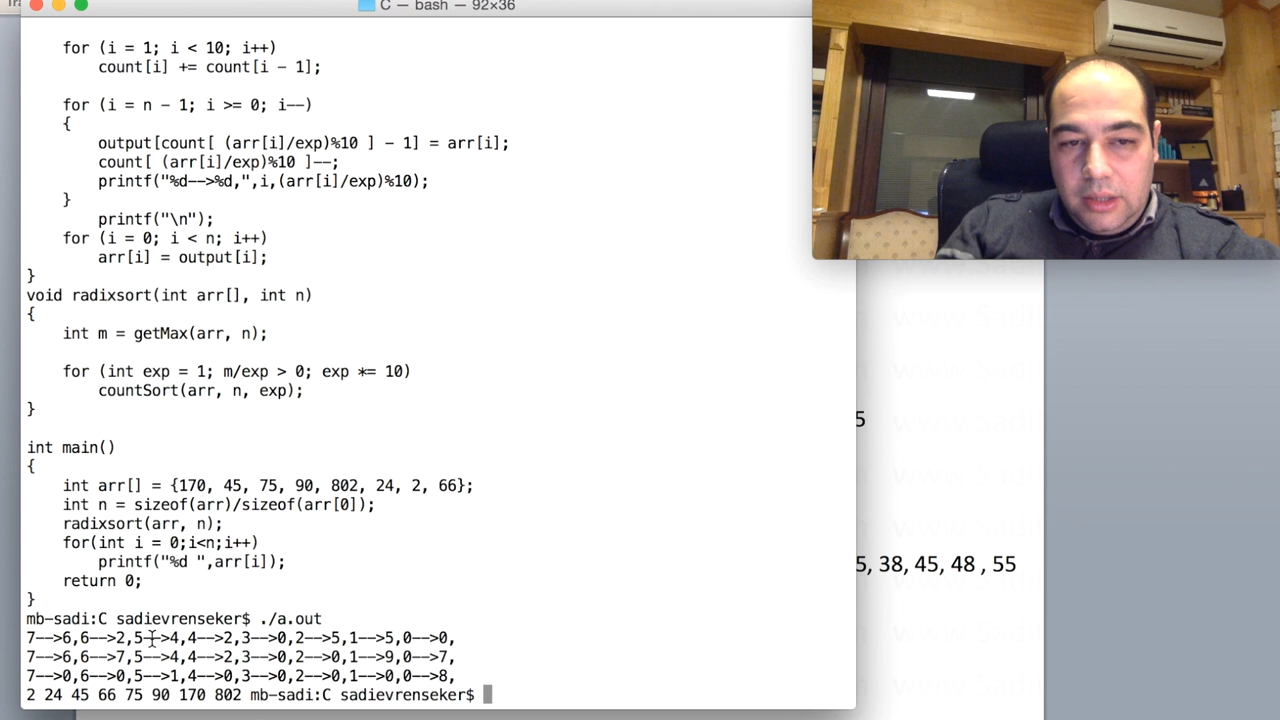 C — bash — 92×36
for (i = 1; i < 10; i++)
count[i] += count[i - 1];
for (i = n - 1; i >= 0; i--)
{
output[count[ (arr[i]/exp)%10 ] - 1] = arr[i];
count[ (arr[i]/exp)%10 ]--;
printf("%d-->%d,",i,(arr[i]/exp)%10);
}
printf("\n");
for (i = 0; i < n; i++)
arr[i] = output[i];
}
void radixsort(int arr[], int n)
{
int m = getMax(arr, n);
for (int exp = 1; m/exp > 0; exp *= 10)
countSort(arr, n, exp);
}
int main()
{
int arr[] = {170, 45, 75, 90, 802, 24, 2, 66};
int n = sizeof(arr)/sizeof(arr[0]);
radixsort(arr, n);
for(int i = 0;i<n;i++)
printf("%d ",arr[i]);
return 0;
}
mb-sadi:C sadievrenseker$ ./a.out
7-->6,6-->2,5-->4,4-->2,3-->0,2-->5,1-->5,0-->0,
7-->6,6-->7,5-->4,4-->2,3-->0,2-->0,1-->9,0-->7,
7-->0,6-->0,5-->1,4-->0,3-->0,2-->0,1-->0,0-->8,
2 24 45 66 75 90 170 802 mb-sadi:C sadievrenseker$
5
5, 38, 45, 48 , 55